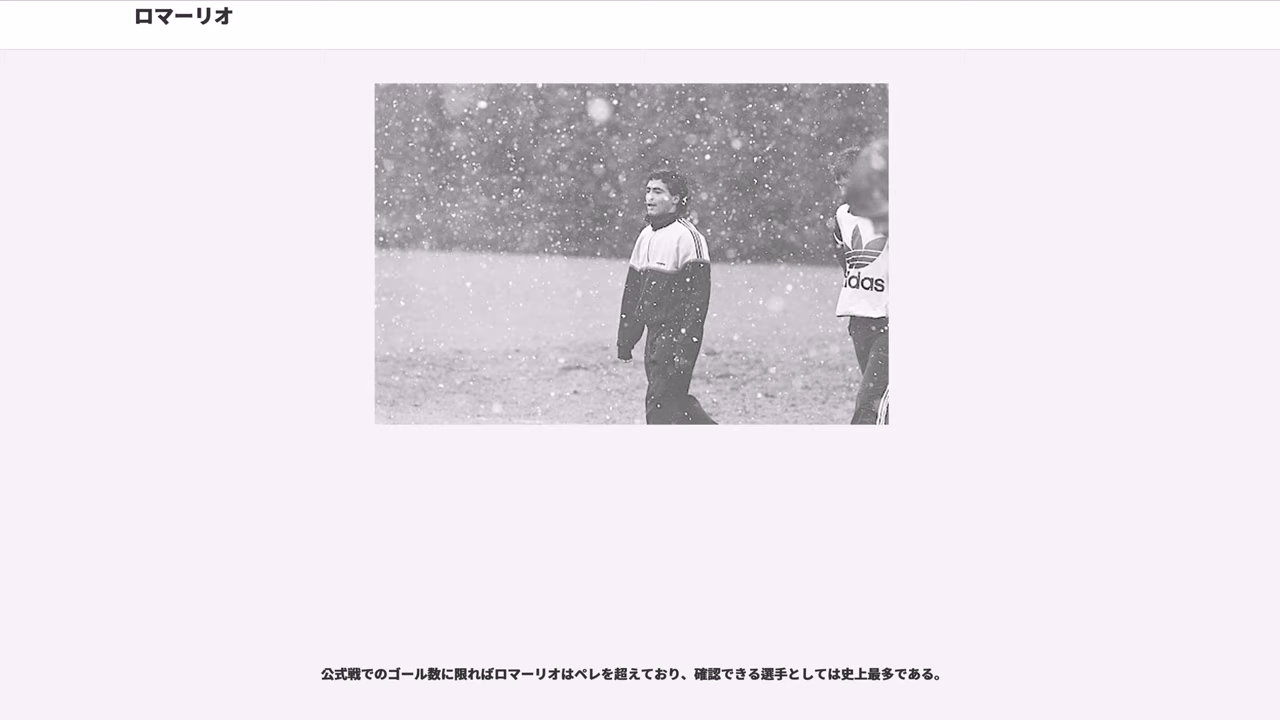 ロマーリオ
adidas
公式戦でのゴール数に限ればロマーリオはペレを超えており、確認できる選手としては史上最多である。